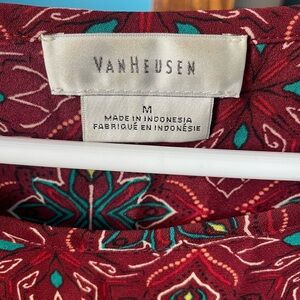 VANHEUSEN
M
MADE IN INDONESIA
FABRIQUÉ EN INDONÉSIE